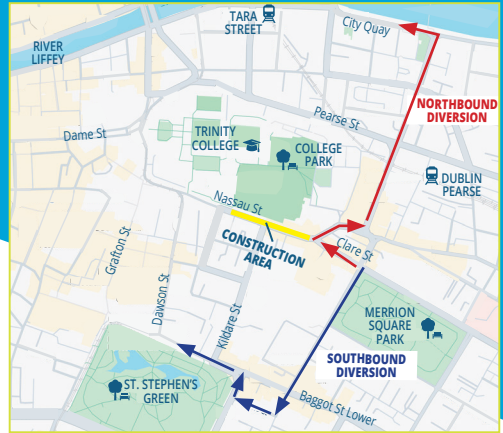 TARA
STREET
City Quay
RIVER
LIFFEY
NORTHBOUND
DIVERSION
Pearse St
Dame St
TRINITY
COLLEGE
COLLEGE
PARK
DUBLIN
PEARSE
Nassau St
CONSTRUCTION
AREA
Clare St
Grafton St
Dawson St
Kildare St
MERRION
SQUARE
PARK
SOUTHBOUND
DIVERSION
ST. STEPHEN'S
GREEN
Baggot St Lower